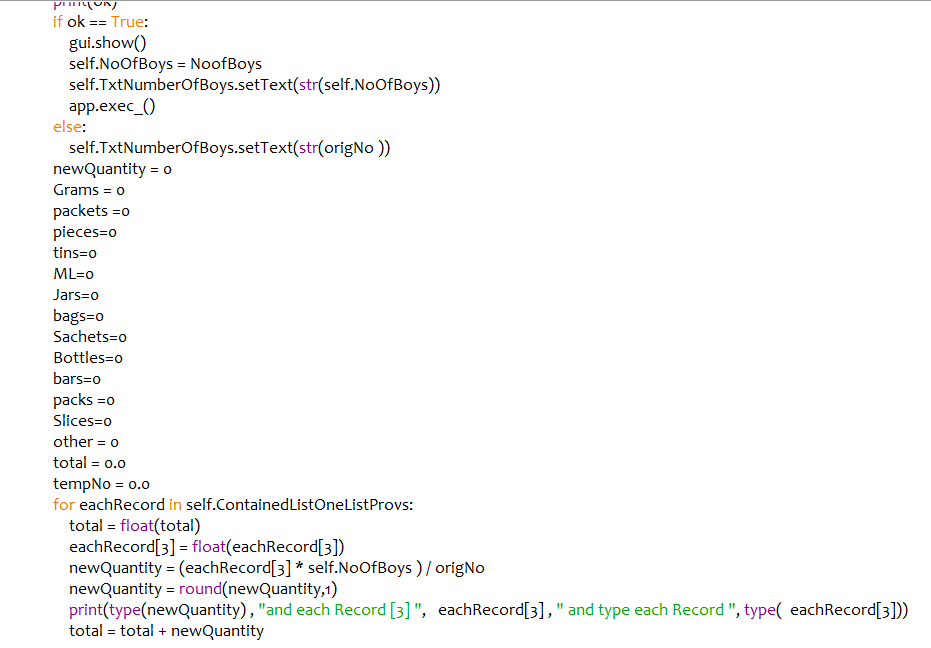 print(ok)
if ok == True:
gui.show()
self.NoOfBoys = NoofBoys
self.TxtNumberOfBoys.setText(str(self.NoOfBoys))
app.exec_()
else:
self.TxtNumberOfBoys.setText(str(origNo ))
newQuantity = 0
Grams = 0
packets =0
pieces=0
tins=0
ML=0
Jars=0
bags=0
Sachets=0
Bottles=0
bars=0
packs =0
Slices=0
other = 0
total = 0.0
tempNo = 0.0
for eachRecord in self.ContainedListOneListProvs:
total = float(total)
eachRecord[3] = float(eachRecord[3])
newQuantity = (eachRecord[3] * self.NoOfBoys ) / origNo
newQuantity = round(newQuantity,1)
print(type(newQuantity) , "and each Record [3] ",  eachRecord[3] , " and type each Record ", type(  eachRecord[3]))
total = total + newQuantity